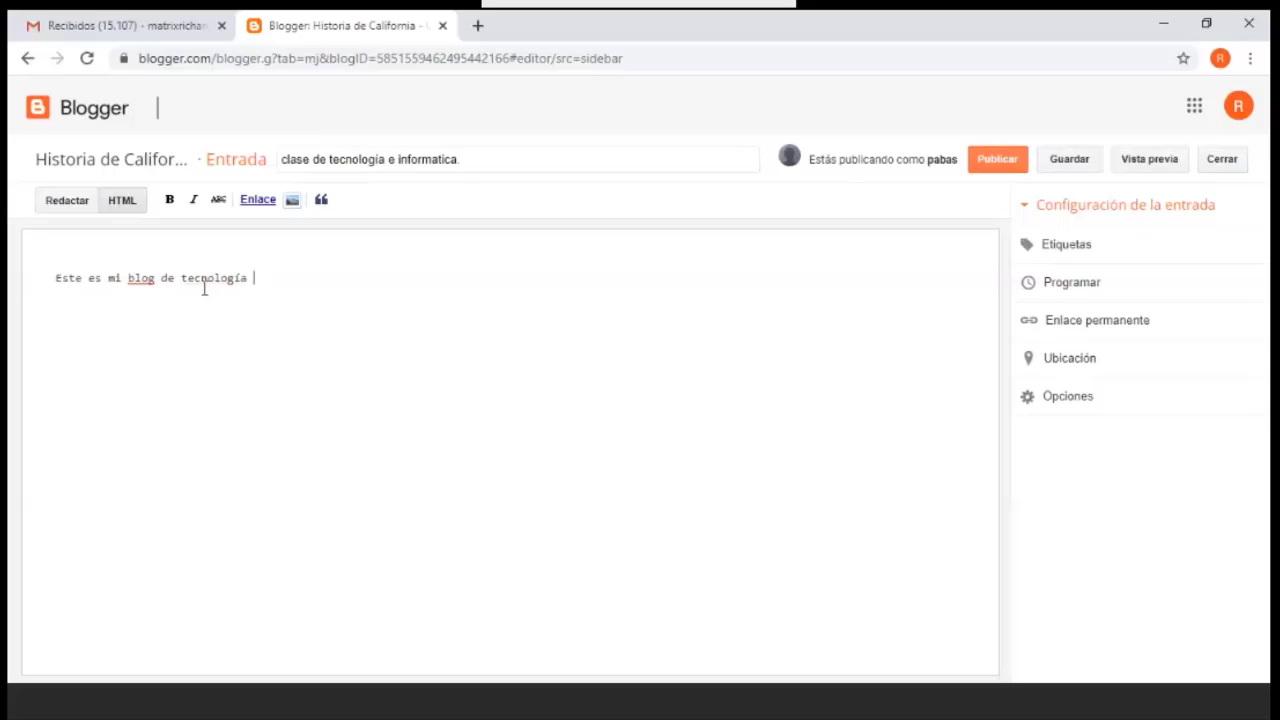 Recibidos (15.107) - matrixrichar
Blogger: Historia de California -
blogger.com/blogger.g?tab=mj&blogID=5851559462495442166#editor/src=sidebar
R
Blogger
R
Historia de Califor... · Entrada
clase de tecnología e informatica.
Estás publicando como pabas
Publicar
Guardar
Vista previa
Cerrar
Redactar
HTML
B
I
ABC
Enlace
Configuración de la entrada
Este es mi blog de tecnología
Etiquetas
Programar
Enlace permanente
Ubicación
Opciones